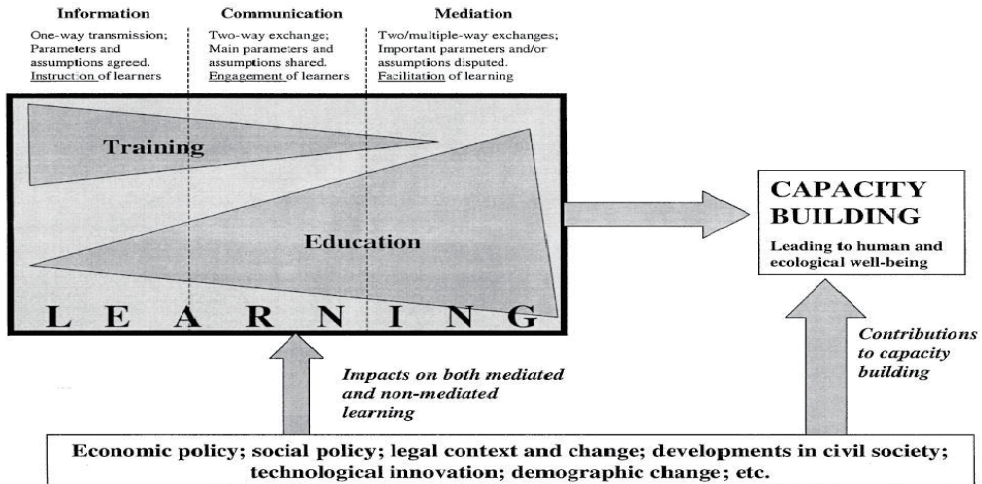 Information
One-way transmission;
Parameters and
assumptions agreed.
Instruction of learners
Communication
Two-way exchange;
Main parameters and
assumptions shared.
Engagement of learners
Mediation
Two/multiple-way exchanges;
Important parameters and/or
assumptions disputed.
Facilitation of learning
Training
Education
L E A R N I N G
CAPACITY
BUILDING
Leading to human and
ecological well-being
Impacts on both mediated
and non-mediated
learning
Contributions
to capacity
building
Economic policy; social policy; legal context and change; developments in civil society;
technological innovation; demographic change; etc.